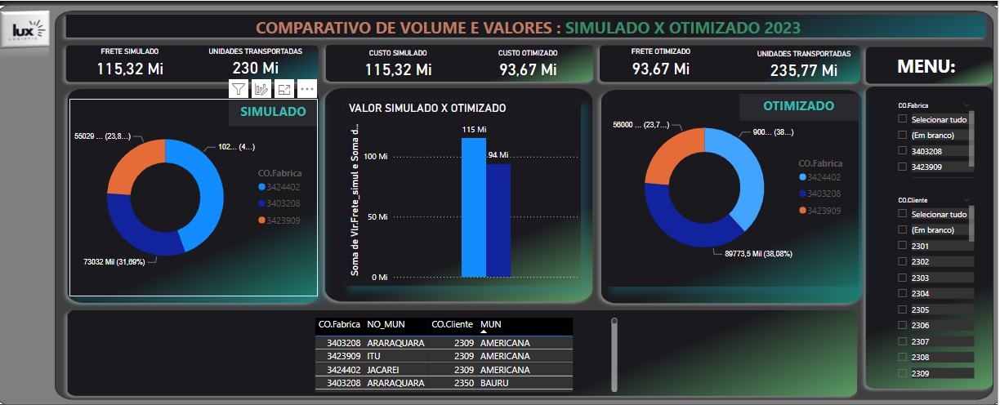 lux
LOGISTIC
COMPARATIVO DE VOLUME E VALORES : SIMULADO X OTIMIZADO 2023
FRETE SIMULADO
115,32 Mi
UNIDADES TRANSPORTADAS
230 Mi
CUSTO SIMULADO
115,32 Mi
CUSTO OTIMIZADO
93,67 Mi
FRETE OTIMIZADO
93,67 Mi
UNIDADES TRANSPORTADAS
235,77 Mi
MENU:
SIMULADO
55029 ... (23,8...)
102... (4...)
73032 Mil (31,69%)
CO.Fabrica
3424402
3403208
3423909
VALOR SIMULADO X OTIMIZADO
Soma de Vlr.Frete_simul e Soma d...
115 Mi
94 Mi
100 Mi
50 Mi
0 Mi
OTIMIZADO
56000 ... (23,7...)
900... (38...)
89773,5 Mil (38,08%)
CO.Fabrica
3424402
3403208
3423909
CO.Fabrica
Selecionar tudo
(Em branco)
3403208
3423909
CO.Cliente
Selecionar tudo
(Em branco)
2301
2302
2303
2304
2305
2306
2307
2308
2309
CO.Fabrica NO_MUN CO.Cliente MUN
3403208 ARARAQUARA 2309 AMERICANA
3423909 ITU 2309 AMERICANA
3424402 JACAREI 2309 AMERICANA
3403208 ARARAQUARA 2350 BAURU